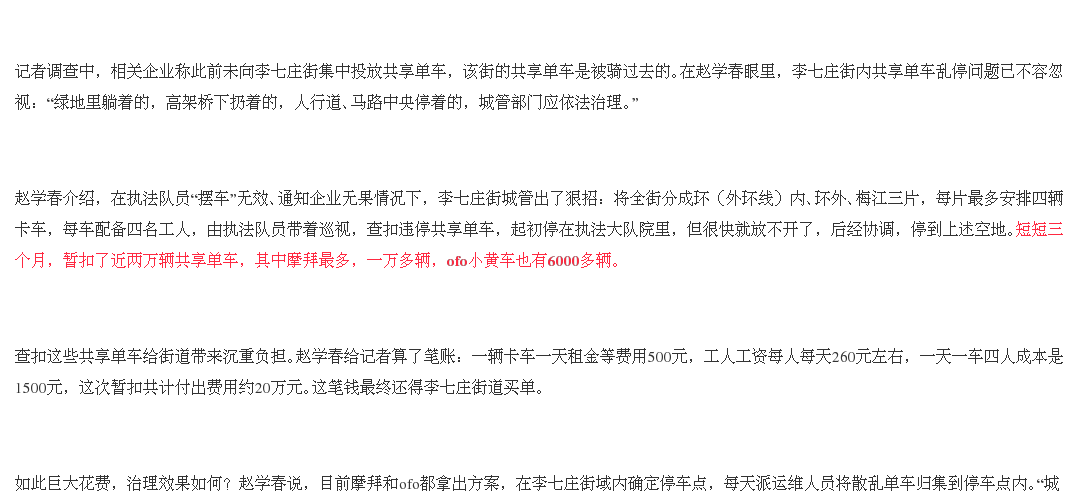 记者调查中，相关企业称此前未向李七庄街集中投放共享单车，该街的共享单车是被骑过去的。在赵学春眼里，李七庄街内共享单车乱停问题已不容忽
视：“绿地里躺着的，高架桥下扔着的，人行道、马路中央停着的，城管部门应依法治理。”
赵学春介绍，在执法队员“摆车”无效、通知企业无果情况下，李七庄街城管出了狠招：将全街分成环（外环线）内、环外、梅江三片，每片最多安排四辆
卡车，每车配备四名工人，由执法队员带着巡视，查扣违停共享单车，起初停在执法大队院里，但很快就放不开了，后经协调，停到上述空地。短短三
个月，暂扣了近两万辆共享单车，其中摩拜最多，一万多辆，ofo小黄车也有6000多辆。
查扣这些共享单车给街道带来沉重负担。赵学春给记者算了笔账：一辆卡车一天租金等费用500元，工人工资每人每天260元左右，一天一车四人成本是
1500元，这次暂扣共计付出费用约20万元。这笔钱最终还得李七庄街道买单。
如此巨大花费，治理效果如何？赵学春说，目前摩拜和ofo都拿出方案，在李七庄街域内确定停车点，每天派运维人员将散乱单车归集到停车点内。“城